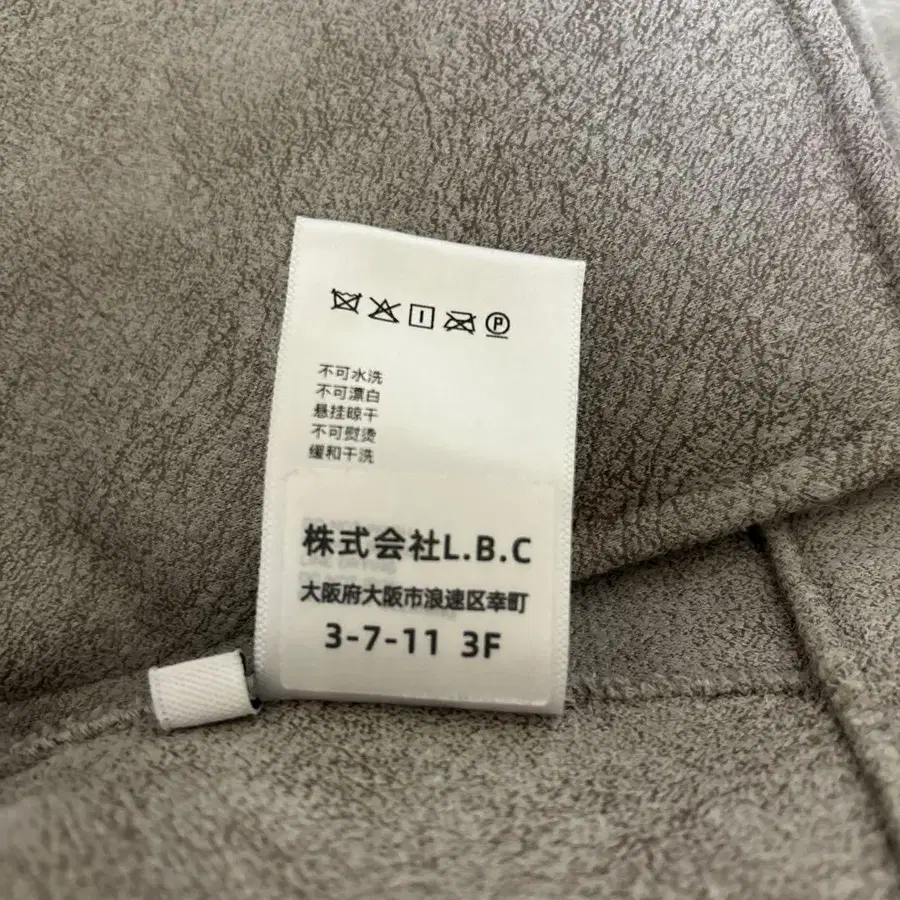 P
不可水洗
不可漂白
悬挂晾干
不可熨烫
缓和干洗
株式会社L.B.C
大阪府大阪市浪速区幸町
3-7-11 3F